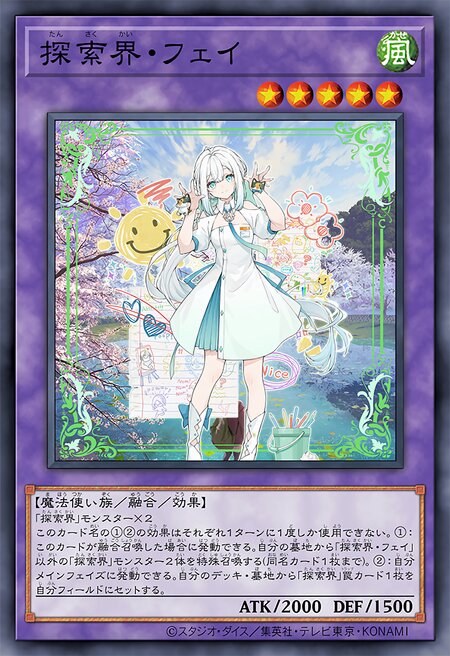 探索界・フェイ
風
Nice
【魔法使い族／融合／効果】
「探索界」モンスター×2
このカード名の①②の効果はそれぞれ1ターンに1度しか使用できない。①：
このカードが融合召喚した場合に発動できる。自分の墓地から「探索界・フェイ」
以外の「探索界」モンスター2体を特殊召喚する(同名カード1枚まで)。②：自分
メインフェイズに発動できる。自分のデッキ・墓地から「探索界」罠カード1枚を
自分フィールドにセットする。
ATK/2000 DEF/1500
©スタジオ・ダイス／集英社・テレビ東京・KONAMI